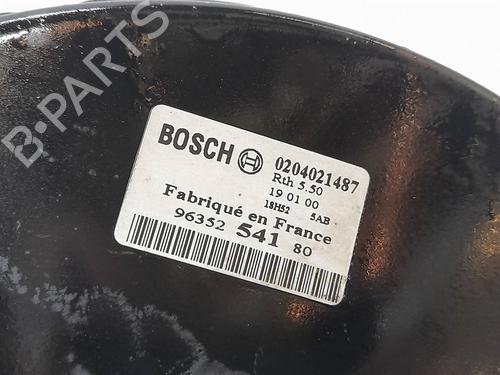 B-PARTS
BOSCH 0204021487
Rth 5.50
19 01 00
18H52 5AB
Fabriqué en France
96352 541 80